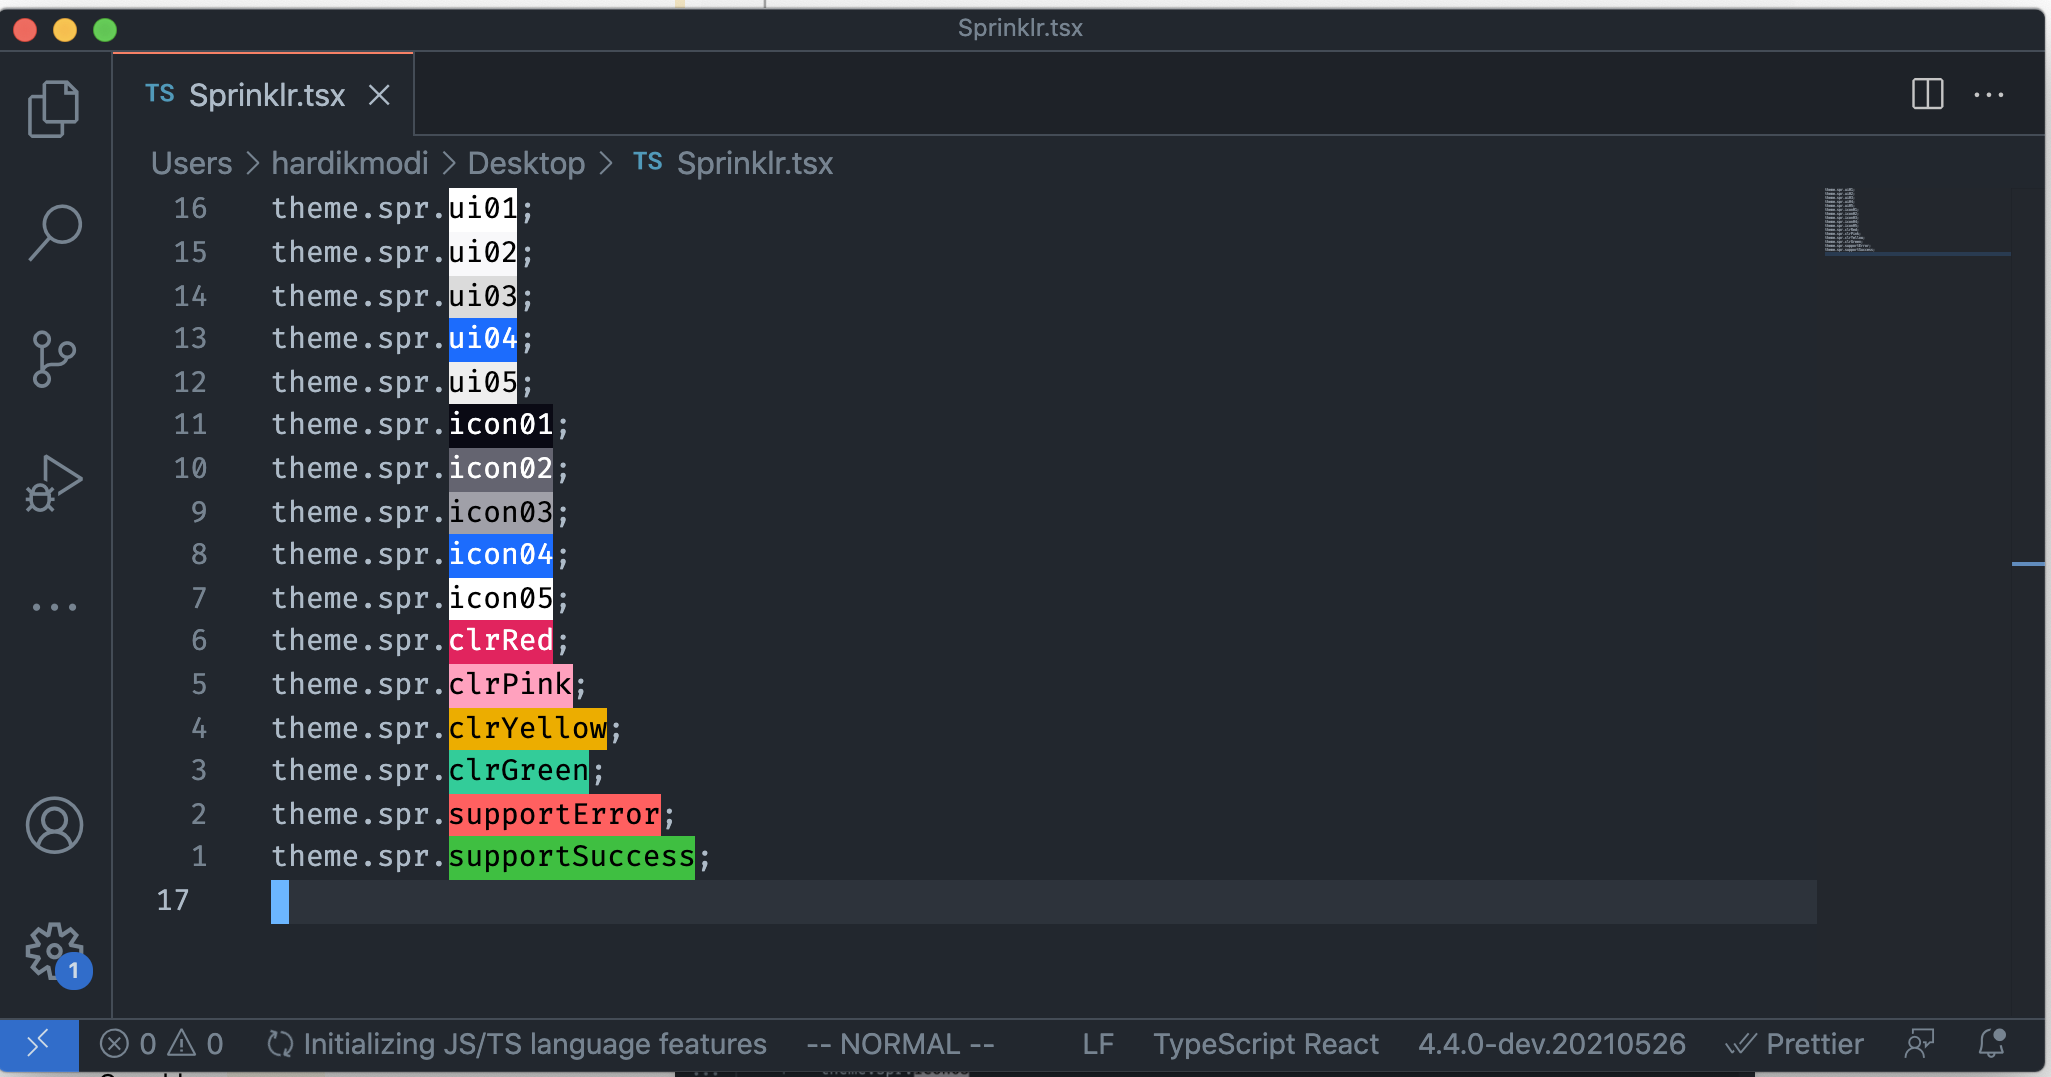 Sprinklr.tsx
TS Sprinklr.tsx
Users > hardikmodi > Desktop > TS Sprinklr.tsx
16 theme.spr.ui01;
15 theme.spr.ui02;
14 theme.spr.ui03;
13 theme.spr.ui04;
12 theme.spr.ui05;
11 theme.spr.icon01;
10 theme.spr.icon02;
9 theme.spr.icon03;
8 theme.spr.icon04;
7 theme.spr.icon05;
6 theme.spr.clrRed;
5 theme.spr.clrPink;
4 theme.spr.clrYellow;
3 theme.spr.clrGreen;
2 theme.spr.supportError;
1 theme.spr.supportSuccess;
17
1
0 0 Initializing JS/TS language features -- NORMAL -- LF TypeScript React 4.4.0-dev.20210526 Prettier